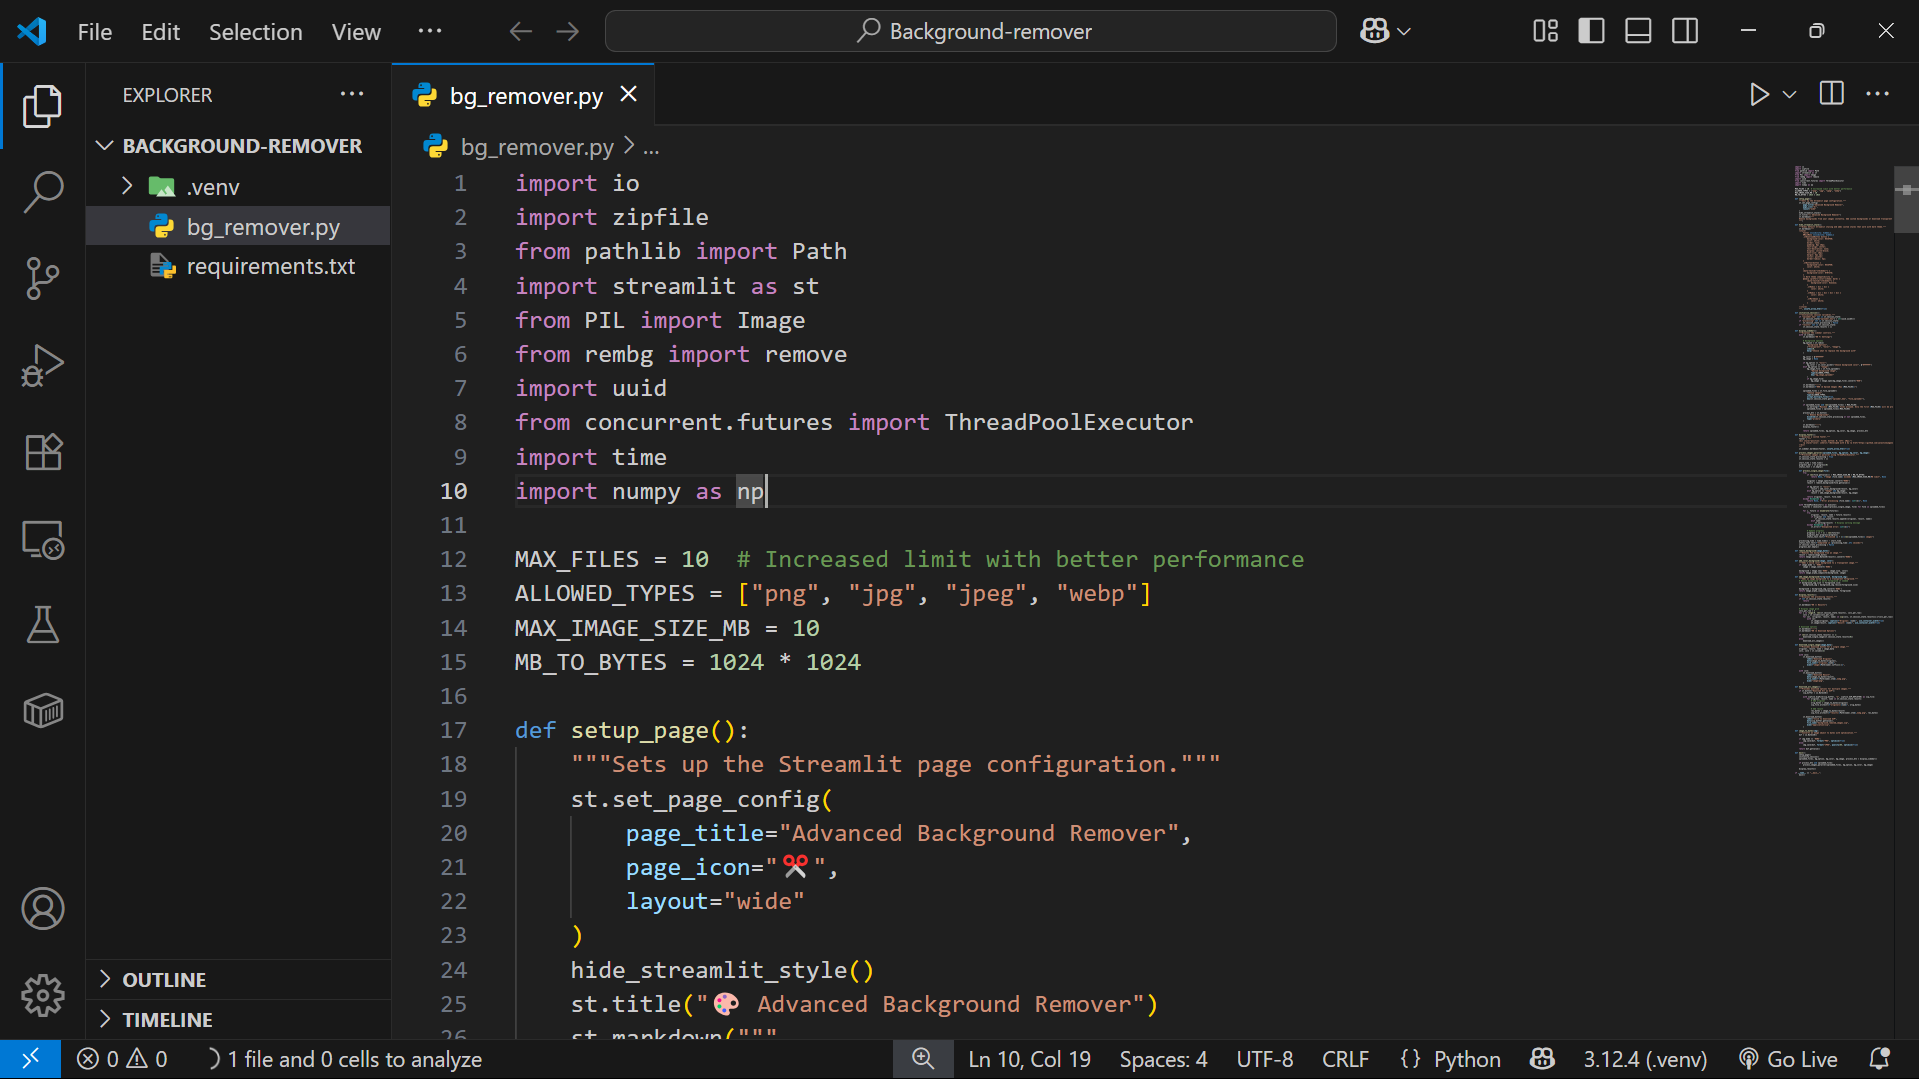 File Edit Selection View ··· Background-remover
EXPLORER ···
BACKGROUND-REMOVER
.venv
bg_remover.py
requirements.txt
OUTLINE
TIMELINE
bg_remover.py
bg_remover.py > ...
1 import io
2 import zipfile
3 from pathlib import Path
4 import streamlit as st
5 from PIL import Image
6 from rembg import remove
7 import uuid
8 from concurrent.futures import ThreadPoolExecutor
9 import time
10 import numpy as np
11
12 MAX_FILES = 10  # Increased limit with better performance
13 ALLOWED_TYPES = ["png", "jpg", "jpeg", "webp"]
14 MAX_IMAGE_SIZE_MB = 10
15 MB_TO_BYTES = 1024 * 1024
16
17 def setup_page():
18     """Sets up the Streamlit page configuration."""
19     st.set_page_config(
20         page_title="Advanced Background Remover",
21         page_icon="✂️",
22         layout="wide"
23     )
24     hide_streamlit_style()
25     st.title("🎨 Advanced Background Remover")
26     st.markdown("""
0 0 1 file and 0 cells to analyze Ln 10, Col 19 Spaces: 4 UTF-8 CRLF {} Python 3.12.4 (.venv) Go Live